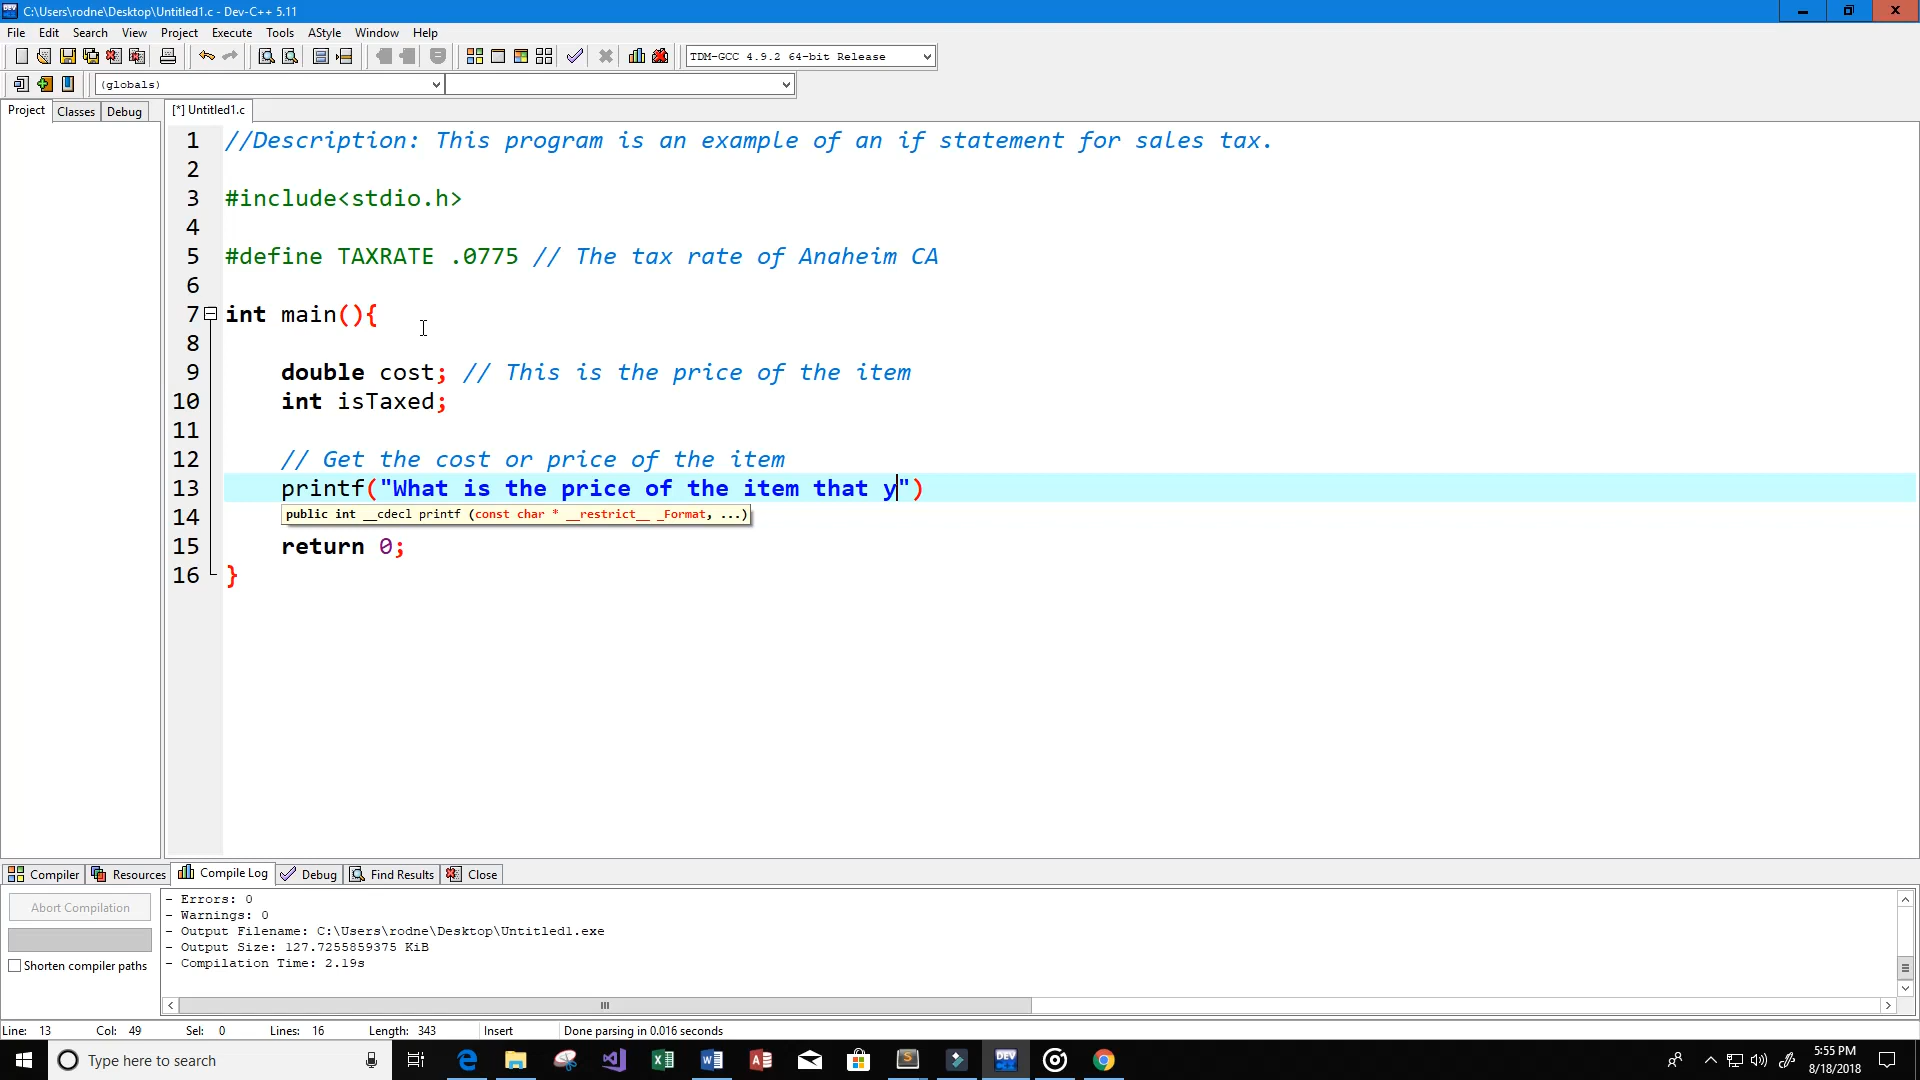 C:\Users\rodne\Desktop\Untitled1.c - Dev-C++ 5.11
File Edit Search View Project Execute Tools AStyle Window Help
TDM-GCC 4.9.2 64-bit Release
(globals)
Project Classes Debug [*] Untitled1.c
1 //Description: This program is an example of an if statement for sales tax.
2
3 #include<stdio.h>
4
5 #define TAXRATE .0775 // The tax rate of Anaheim CA
6
7 int main(){
8
9 double cost; // This is the price of the item
10 int isTaxed;
11
12 // Get the cost or price of the item
13 printf("What is the price of the item that y")
14 public int __cdecl printf (const char * __restrict__ _Format, ...)
15 return 0;
16 }
Compiler Resources Compile Log Debug Find Results Close
Abort Compilation
Shorten compiler paths
- Errors: 0
- Warnings: 0
- Output Filename: C:\Users\rodne\Desktop\Untitled1.exe
- Output Size: 127.7255859375 KiB
- Compilation Time: 2.19s
Line: 13 Col: 49 Sel: 0 Lines: 16 Length: 343 Insert Done parsing in 0.016 seconds
Type here to search
DEV
5:55 PM
8/18/2018